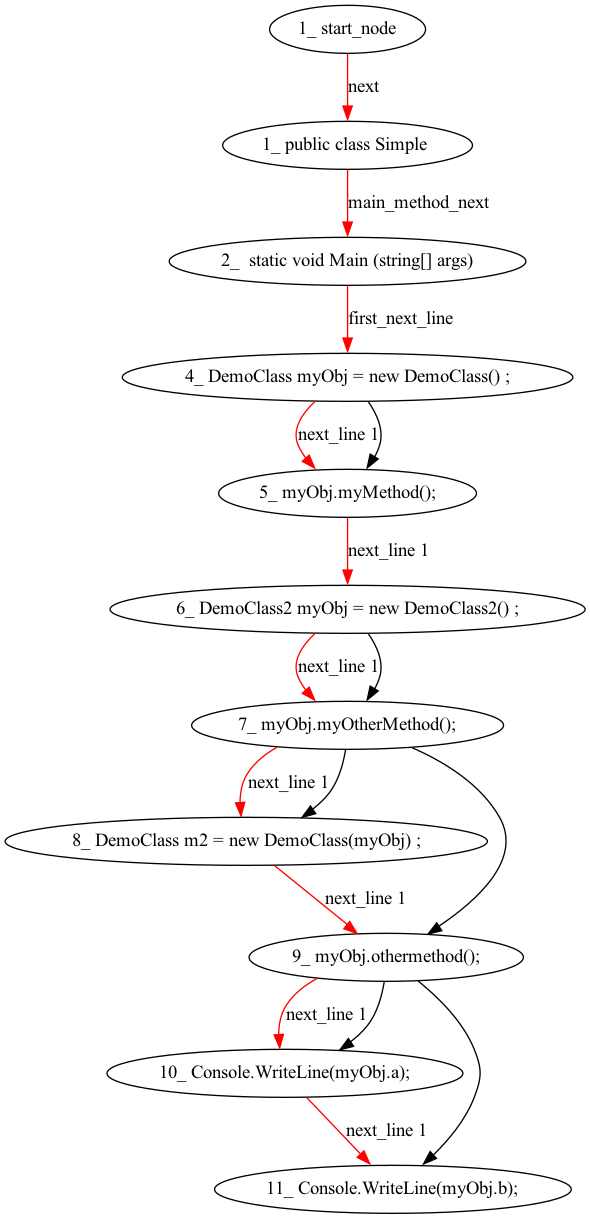 1_ start_node
next
1_ public class Simple
main_method_next
2_  static void Main (string[] args)
first_next_line
4_ DemoClass myObj = new DemoClass() ;
next_line 1
5_ myObj.myMethod();
next_line 1
6_ DemoClass2 myObj = new DemoClass2() ;
next_line 1
7_ myObj.myOtherMethod();
next_line 1
8_ DemoClass m2 = new DemoClass(myObj) ;
next_line 1
9_ myObj.othermethod();
next_line 1
10_ Console.WriteLine(myObj.a);
next_line 1
11_ Console.WriteLine(myObj.b);